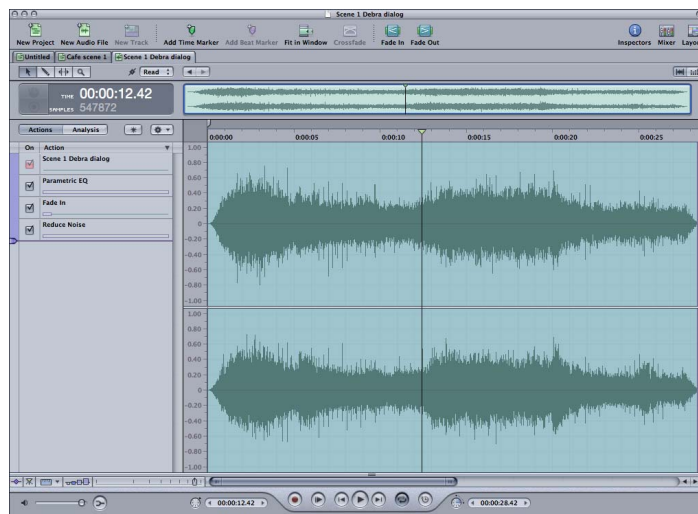 Scene 1 Debra dialog
New Project New Audio File New Track Add Time Marker Add Beat Marker Fit in Window Crossfade Fade In Fade Out Inspectors Mixer
Untitled Cafe scene 1 Scene 1 Debra dialog
Read
TIME 00:00:12.42
SAMPLES 547872
Actions Analysis
On Action
Scene 1 Debra dialog
Parametric EQ
Fade In
Reduce Noise
0:00:00 0:00:05 0:00:10 0:00:15 0:00:20 0:00:25
1.00
0.80
0.60
0.40
0.20
0
-0.20
-0.40
-0.60
-0.80
-1.00
1.00
0.80
0.60
0.40
0.20
0
-0.20
-0.40
-0.60
-0.80
-1.00
00:00:12.42 00:00:28.42